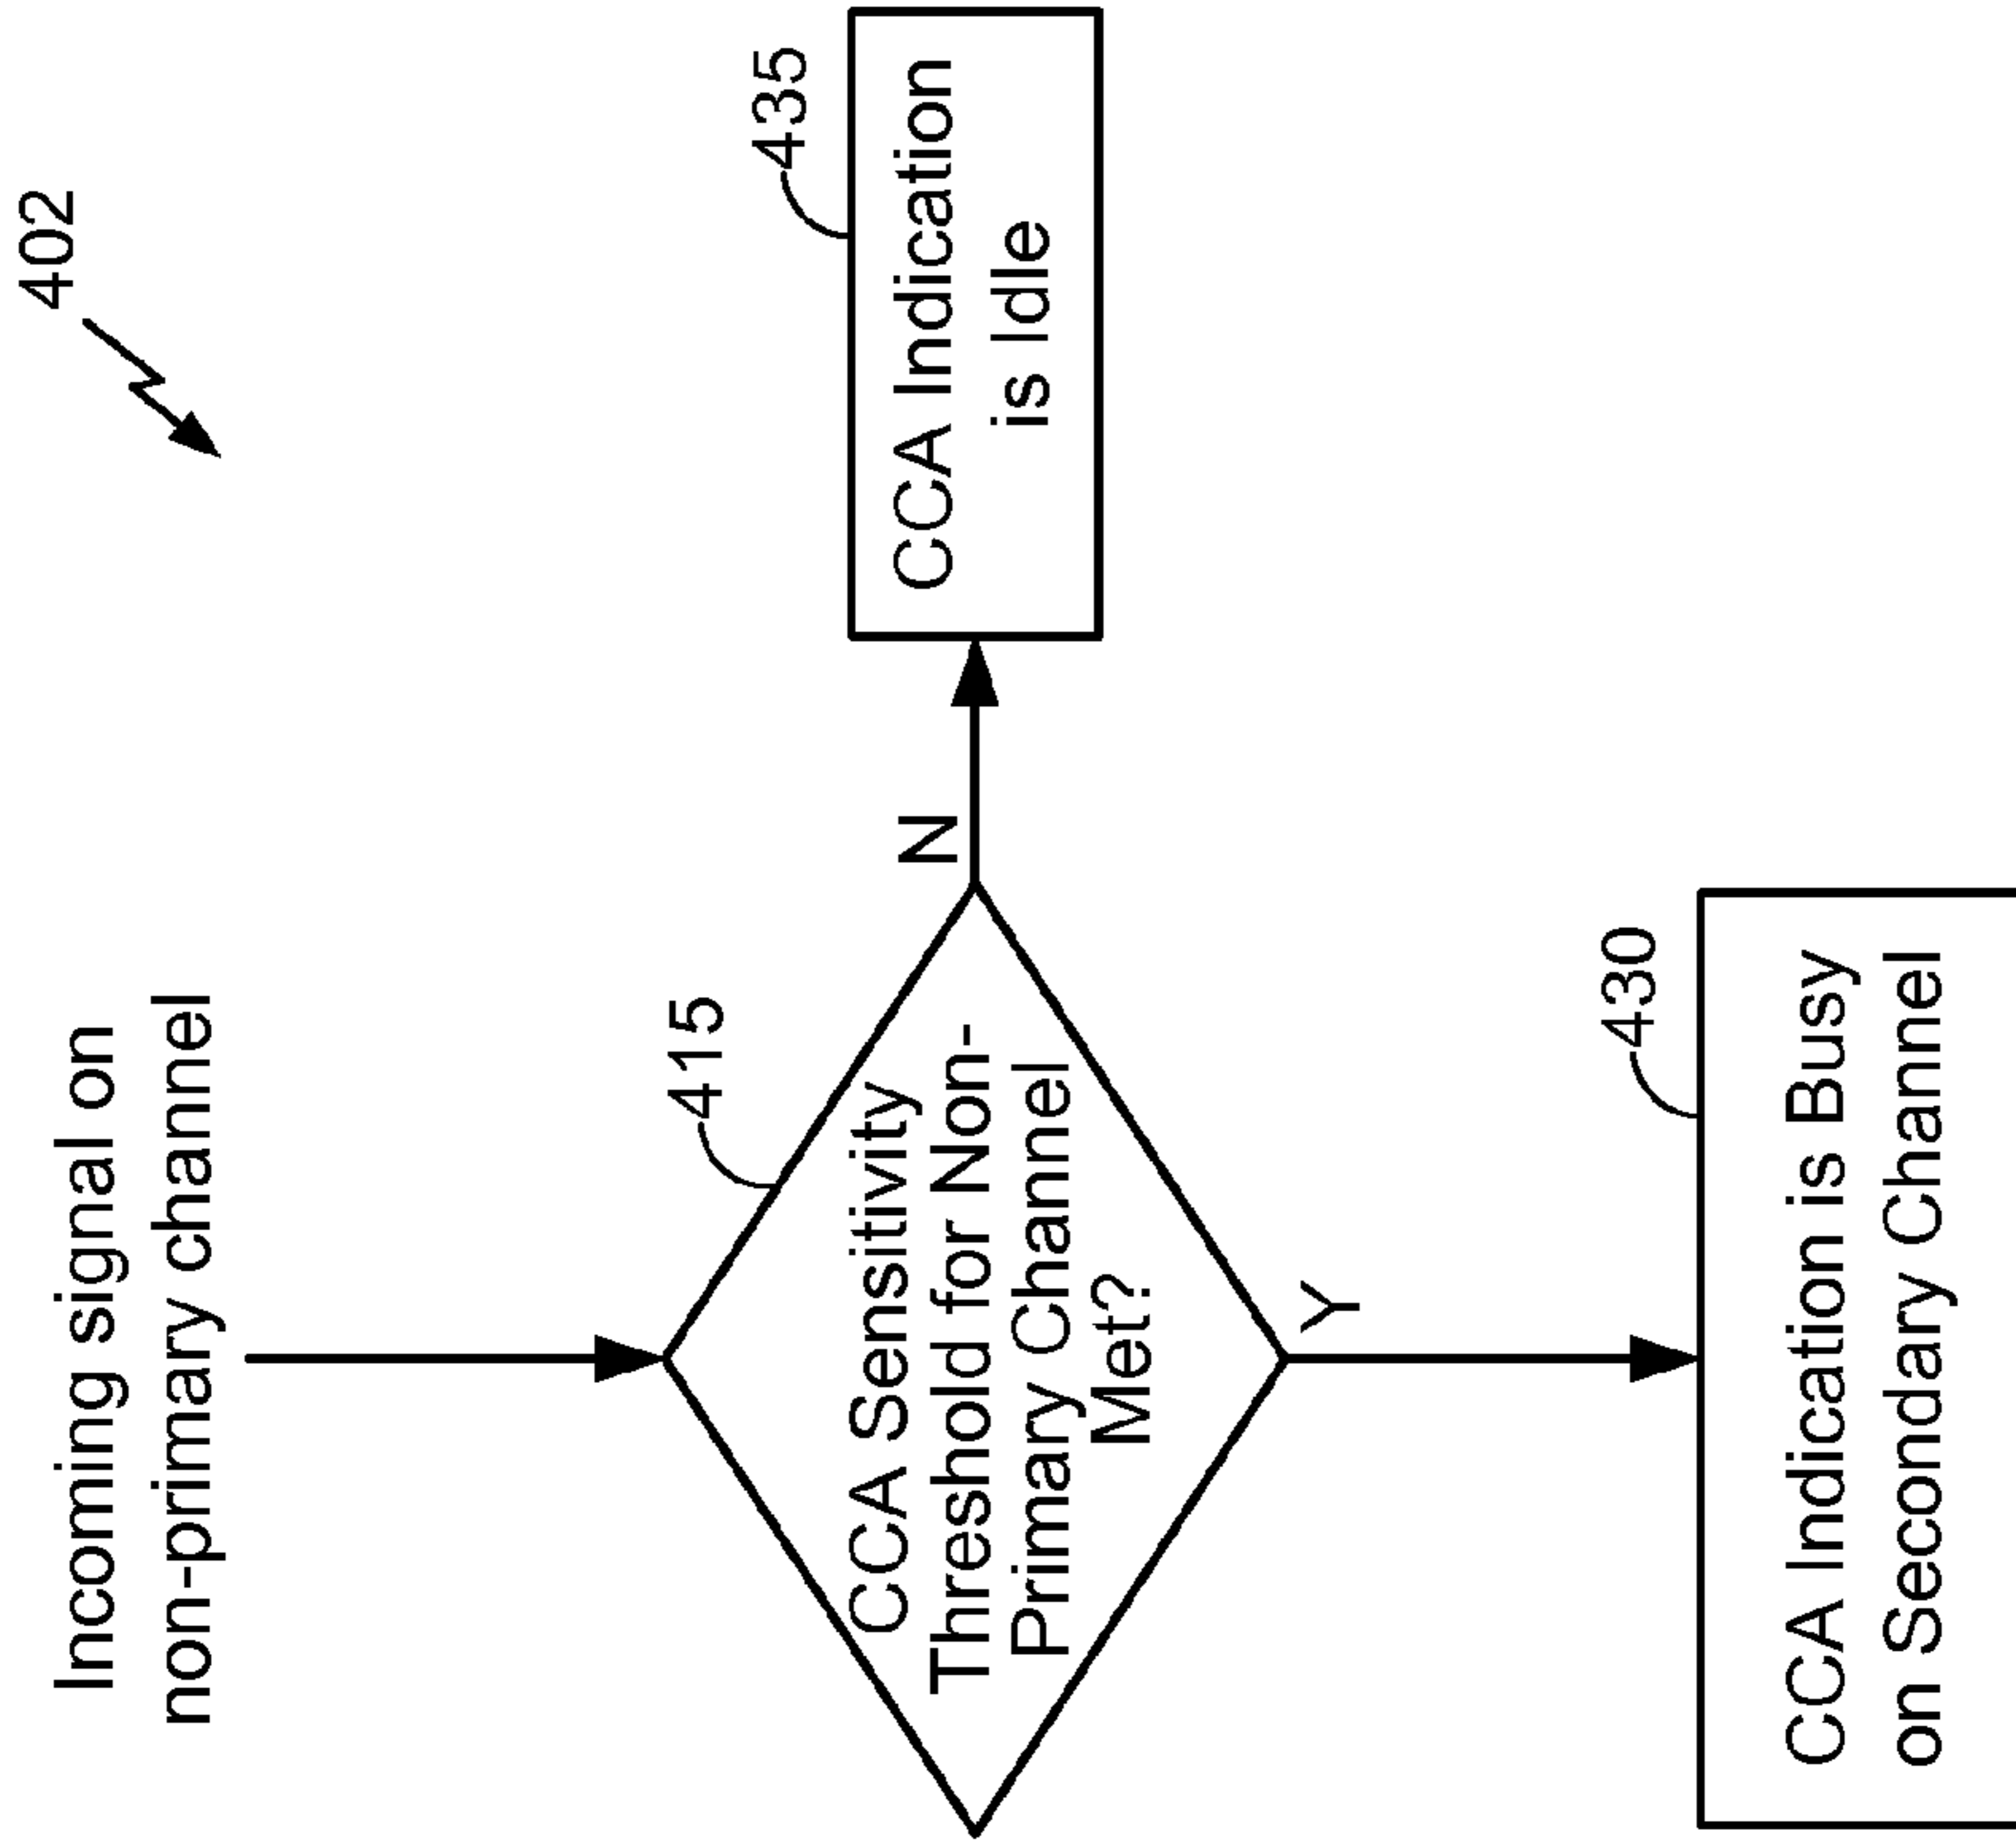 402
Incoming signal on
non-primary channel
415
CCA Sensitivity
Threshold for Non-
Primary Channel
Met?
N
435
CCA Indication
is Idle
Y
430
CCA Indication is Busy
on Secondary Channel